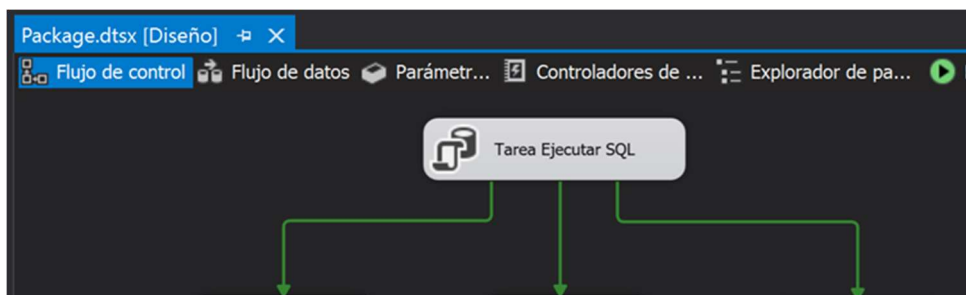 Package.dtsx [Diseño]
Flujo de control Flujo de datos Parámetr... Controladores de ... Explorador de pa...
Tarea Ejecutar SQL